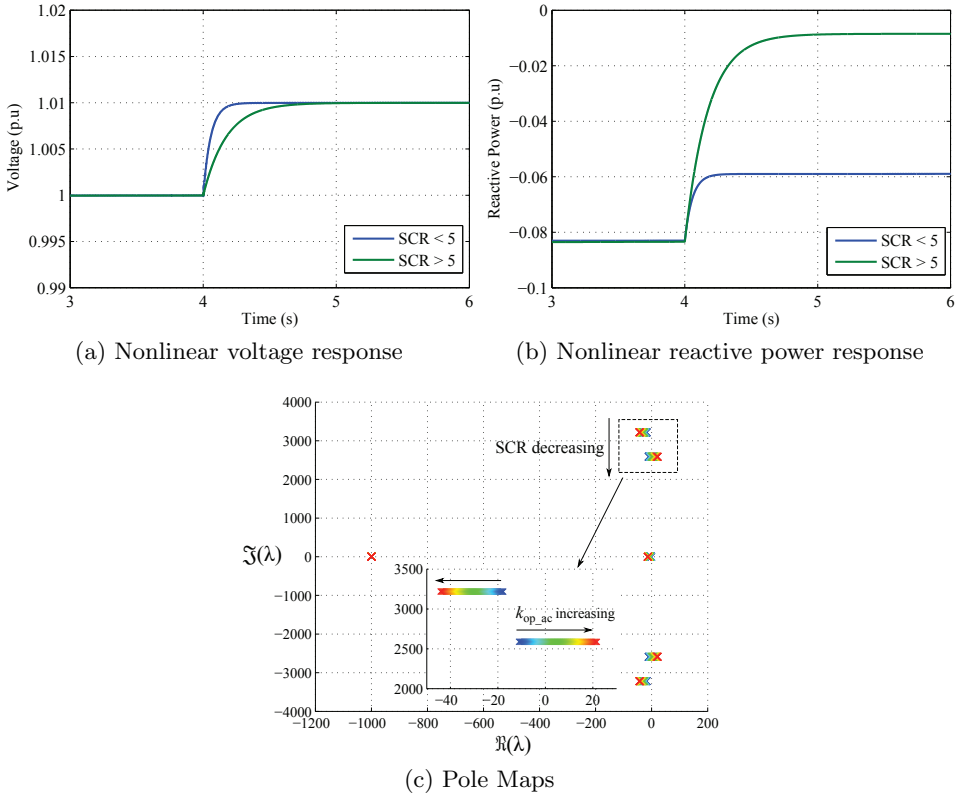 1.02
1.01
1.005
1
0.995
0.99
Voltage (p.u)
3
4
5
6
Time (s)
SCR < 5
SCR > 5
(a) Nonlinear voltage response
0
−0.02
−0.04
−0.06
−0.08
−0.1
Reactive Power (p.u)
3
4
5
6
Time (s)
SCR < 5
SCR > 5
(b) Nonlinear reactive power response
4000
3000
2000
1000
0
−1000
−2000
−3000
−4000
ℑ(λ)
SCR decreasing
3500
3000
2000
k_op_ac increasing
−40
−20
0
20
−1200
−1000
−800
−600
−400
−200
0
200
ℜ(λ)
(c) Pole Maps